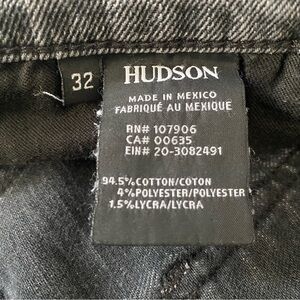 32
HUDSON
MADE IN MEXICO
FABRIQUÉ AU MEXIQUE
RN# 107906
CA# 00635
EIN# 20-3082491
94.5% COTTON/COTON
4% POLYESTER/POLYESTER
1.5% LYCRA/LYCRA